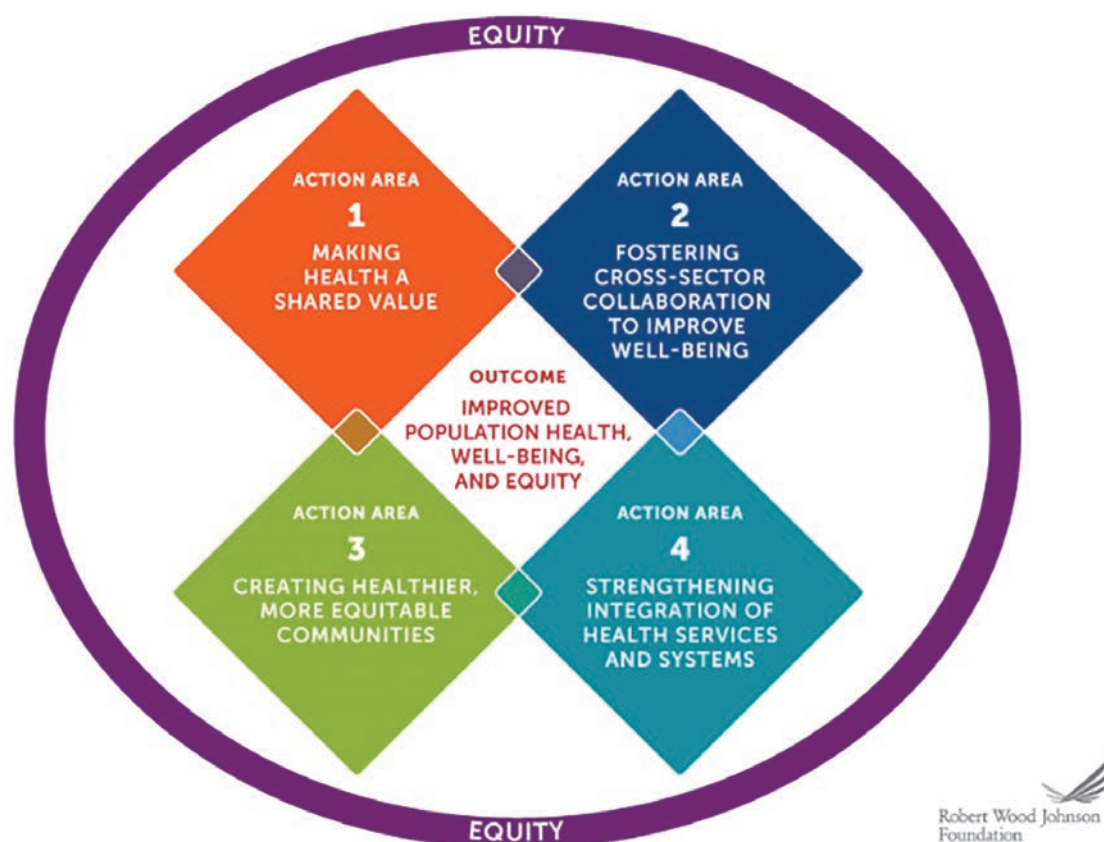 EQUITY
ACTION AREA
1
MAKING
HEALTH A
SHARED VALUE
ACTION AREA
2
FOSTERING
CROSS-SECTOR
COLLABORATION
TO IMPROVE
WELL-BEING
OUTCOME
IMPROVED
POPULATION HEALTH,
WELL-BEING,
AND EQUITY
ACTION AREA
3
CREATING HEALTHIER,
MORE EQUITABLE
COMMUNITIES
ACTION AREA
4
STRENGTHENING
INTEGRATION OF
HEALTH SERVICES
AND SYSTEMS
EQUITY
Robert Wood Johnson
Foundation